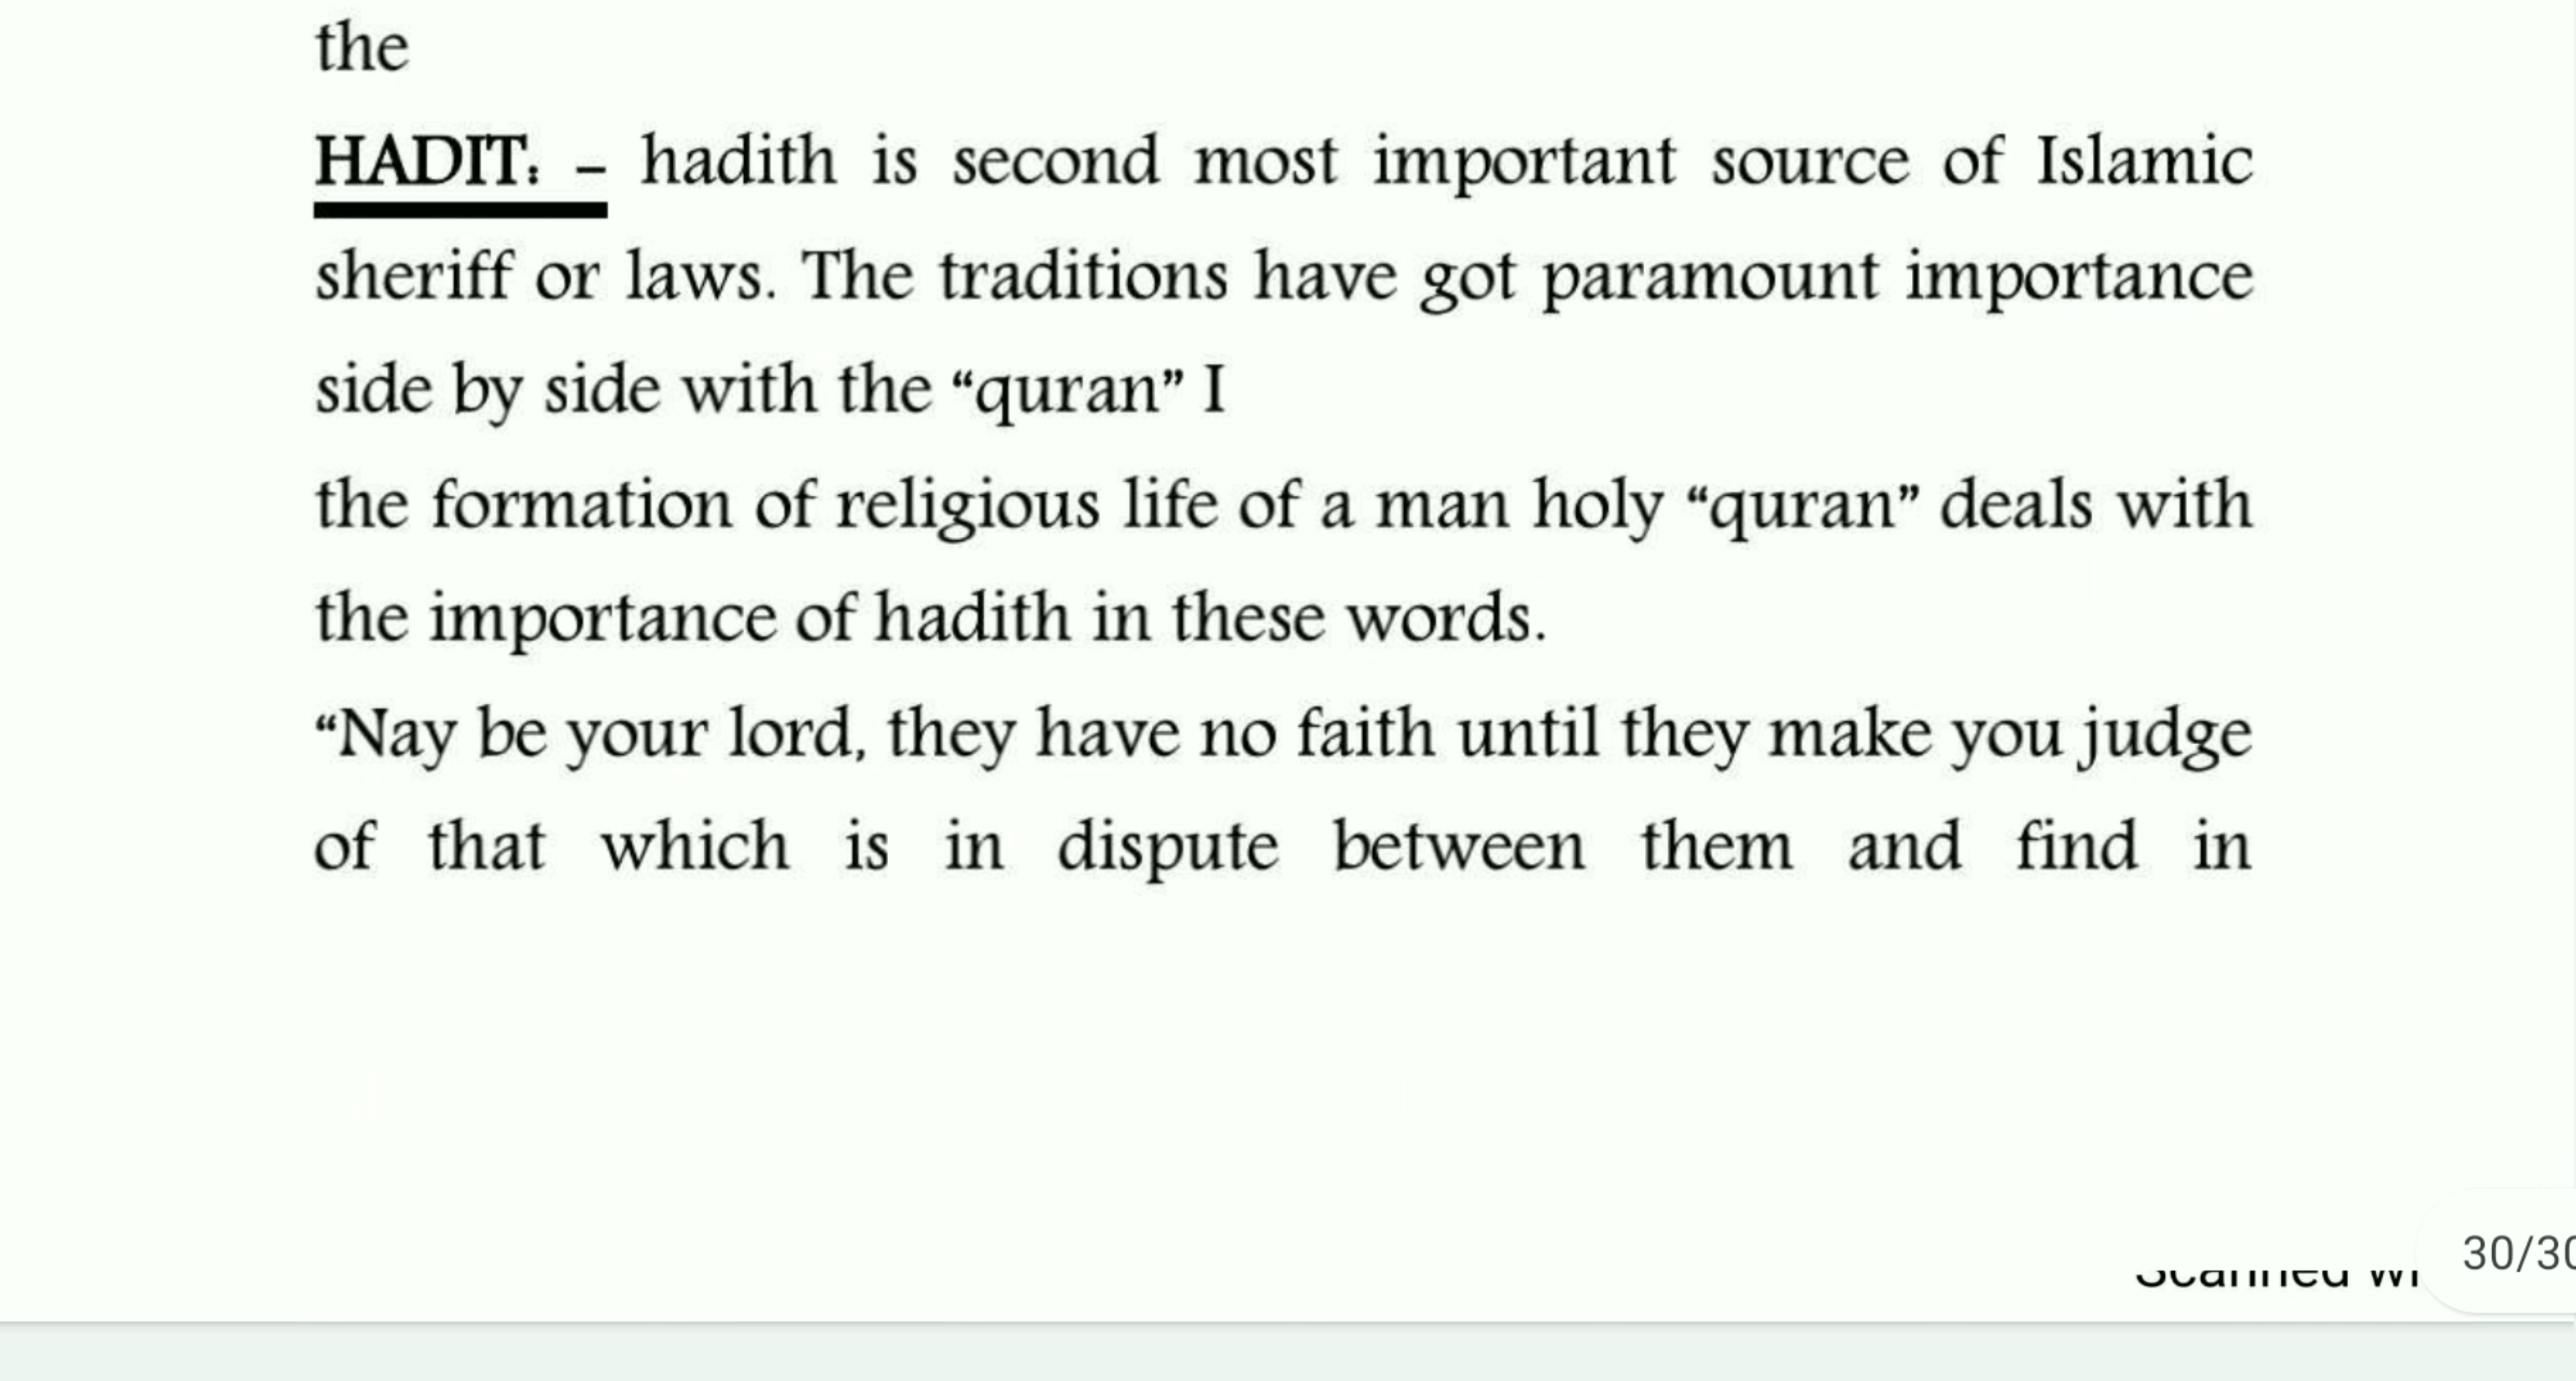 the
HADIT: – hadith is second most important source of Islamic
sheriff or laws. The traditions have got paramount importance
side by side with the “quran” I
the formation of religious life of a man holy “quran” deals with
the importance of hadith in these words.
“Nay be your lord, they have no faith until they make you judge
of that which is in dispute between them and find in
30/30
Scanned wi